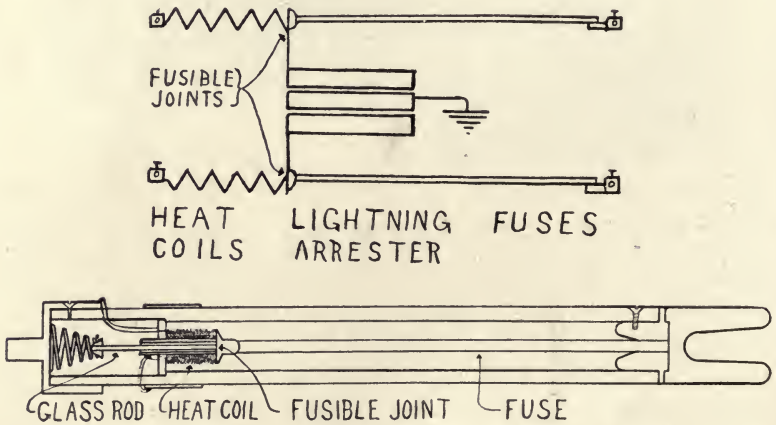 FUSIBLE
JOINTS
HEAT LIGHTNING FUSES
COILS ARRESTER
GLASS ROD HEAT COIL FUSIBLE JOINT FUSE